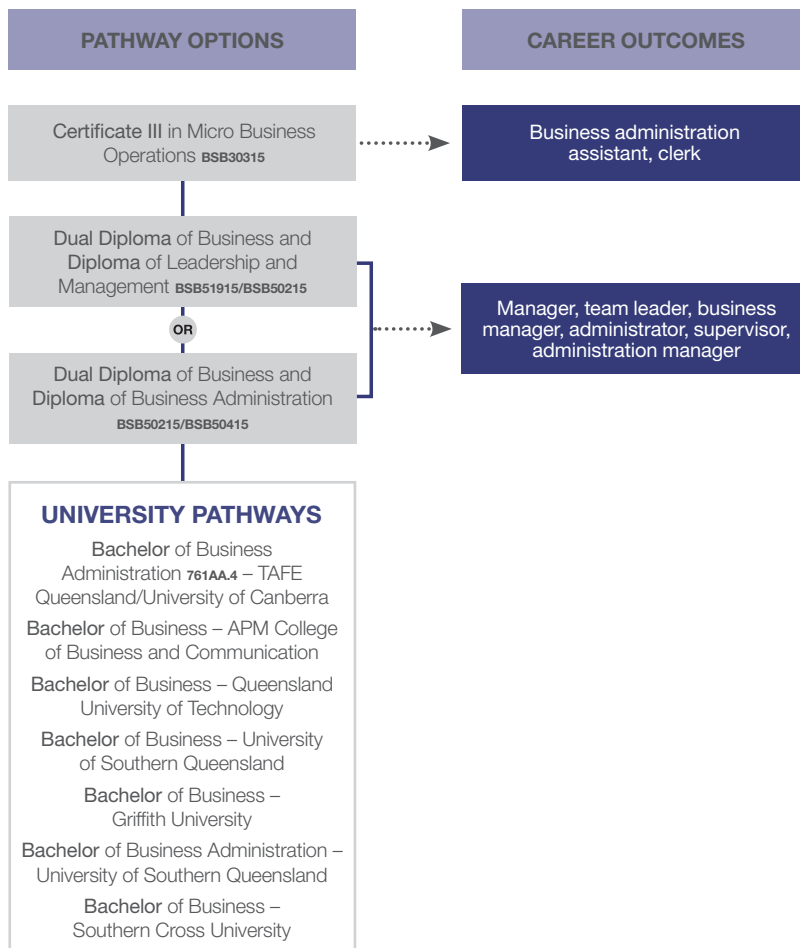 PATHWAY OPTIONS
CAREER OUTCOMES
Certificate III in Micro Business
Operations BSB30315
Business administration
assistant, clerk
Dual Diploma of Business and
Diploma of Leadership and
Management BSB51915/BSB50215
OR
Dual Diploma of Business and
Diploma of Business Administration
BSB50215/BSB50415
Manager, team leader, business
manager, administrator, supervisor,
administration manager
UNIVERSITY PATHWAYS
Bachelor of Business
Administration 761AA.4 – TAFE
Queensland/University of Canberra
Bachelor of Business – APM College
of Business and Communication
Bachelor of Business – Queensland
University of Technology
Bachelor of Business – University
of Southern Queensland
Bachelor of Business –
Griffith University
Bachelor of Business Administration –
University of Southern Queensland
Bachelor of Business –
Southern Cross University